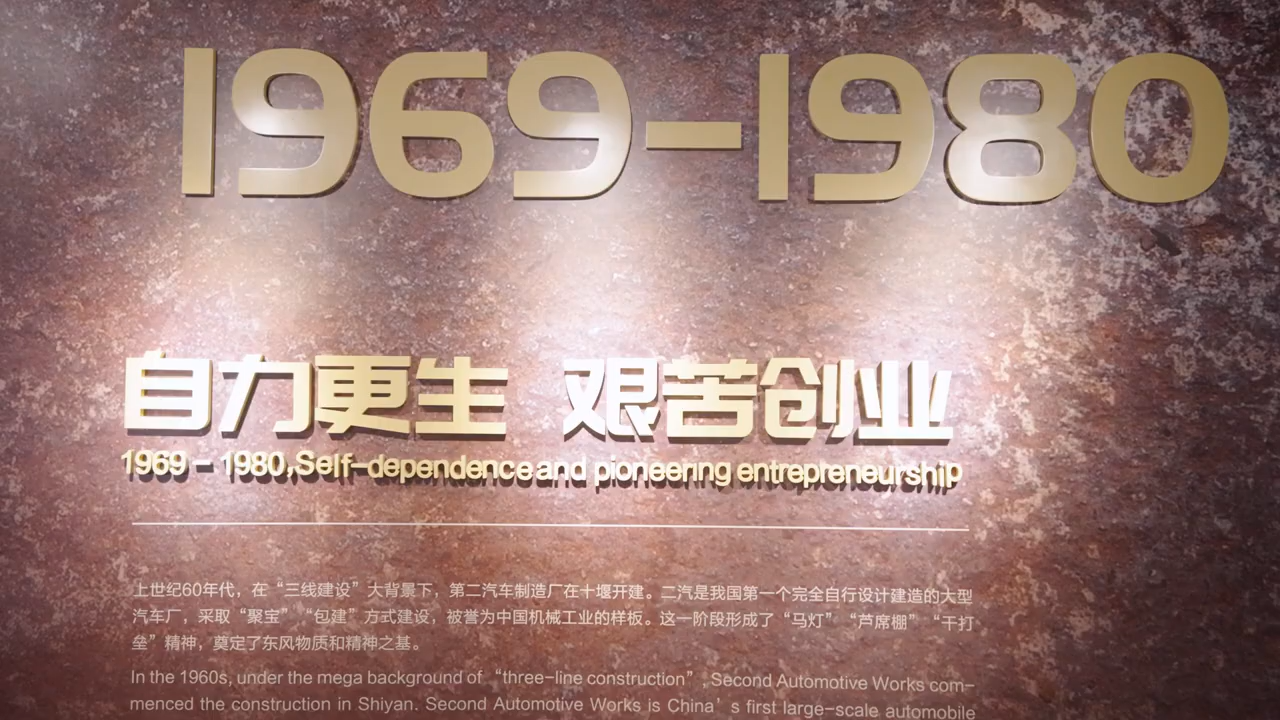 1969-1980
自力更生 艰苦创业
1969 - 1980,Self-dependence and pioneering entrepreneurship
上世纪60年代，在“三线建设”大背景下，第二汽车制造厂在十堰开建。二汽是我国第一个完全自行设计建造的大型
汽车厂，采取“聚宝”“包建”方式建设，被誉为中国机械工业的样板。这一阶段形成了“马灯”“芦席棚”“干打
垒”精神，奠定了东风物质和精神之基。
In the 1960s, under the mega background of “three-line construction”, Second Automotive Works com-
menced the construction in Shiyan. Second Automotive Works is China’s first large-scale automobile